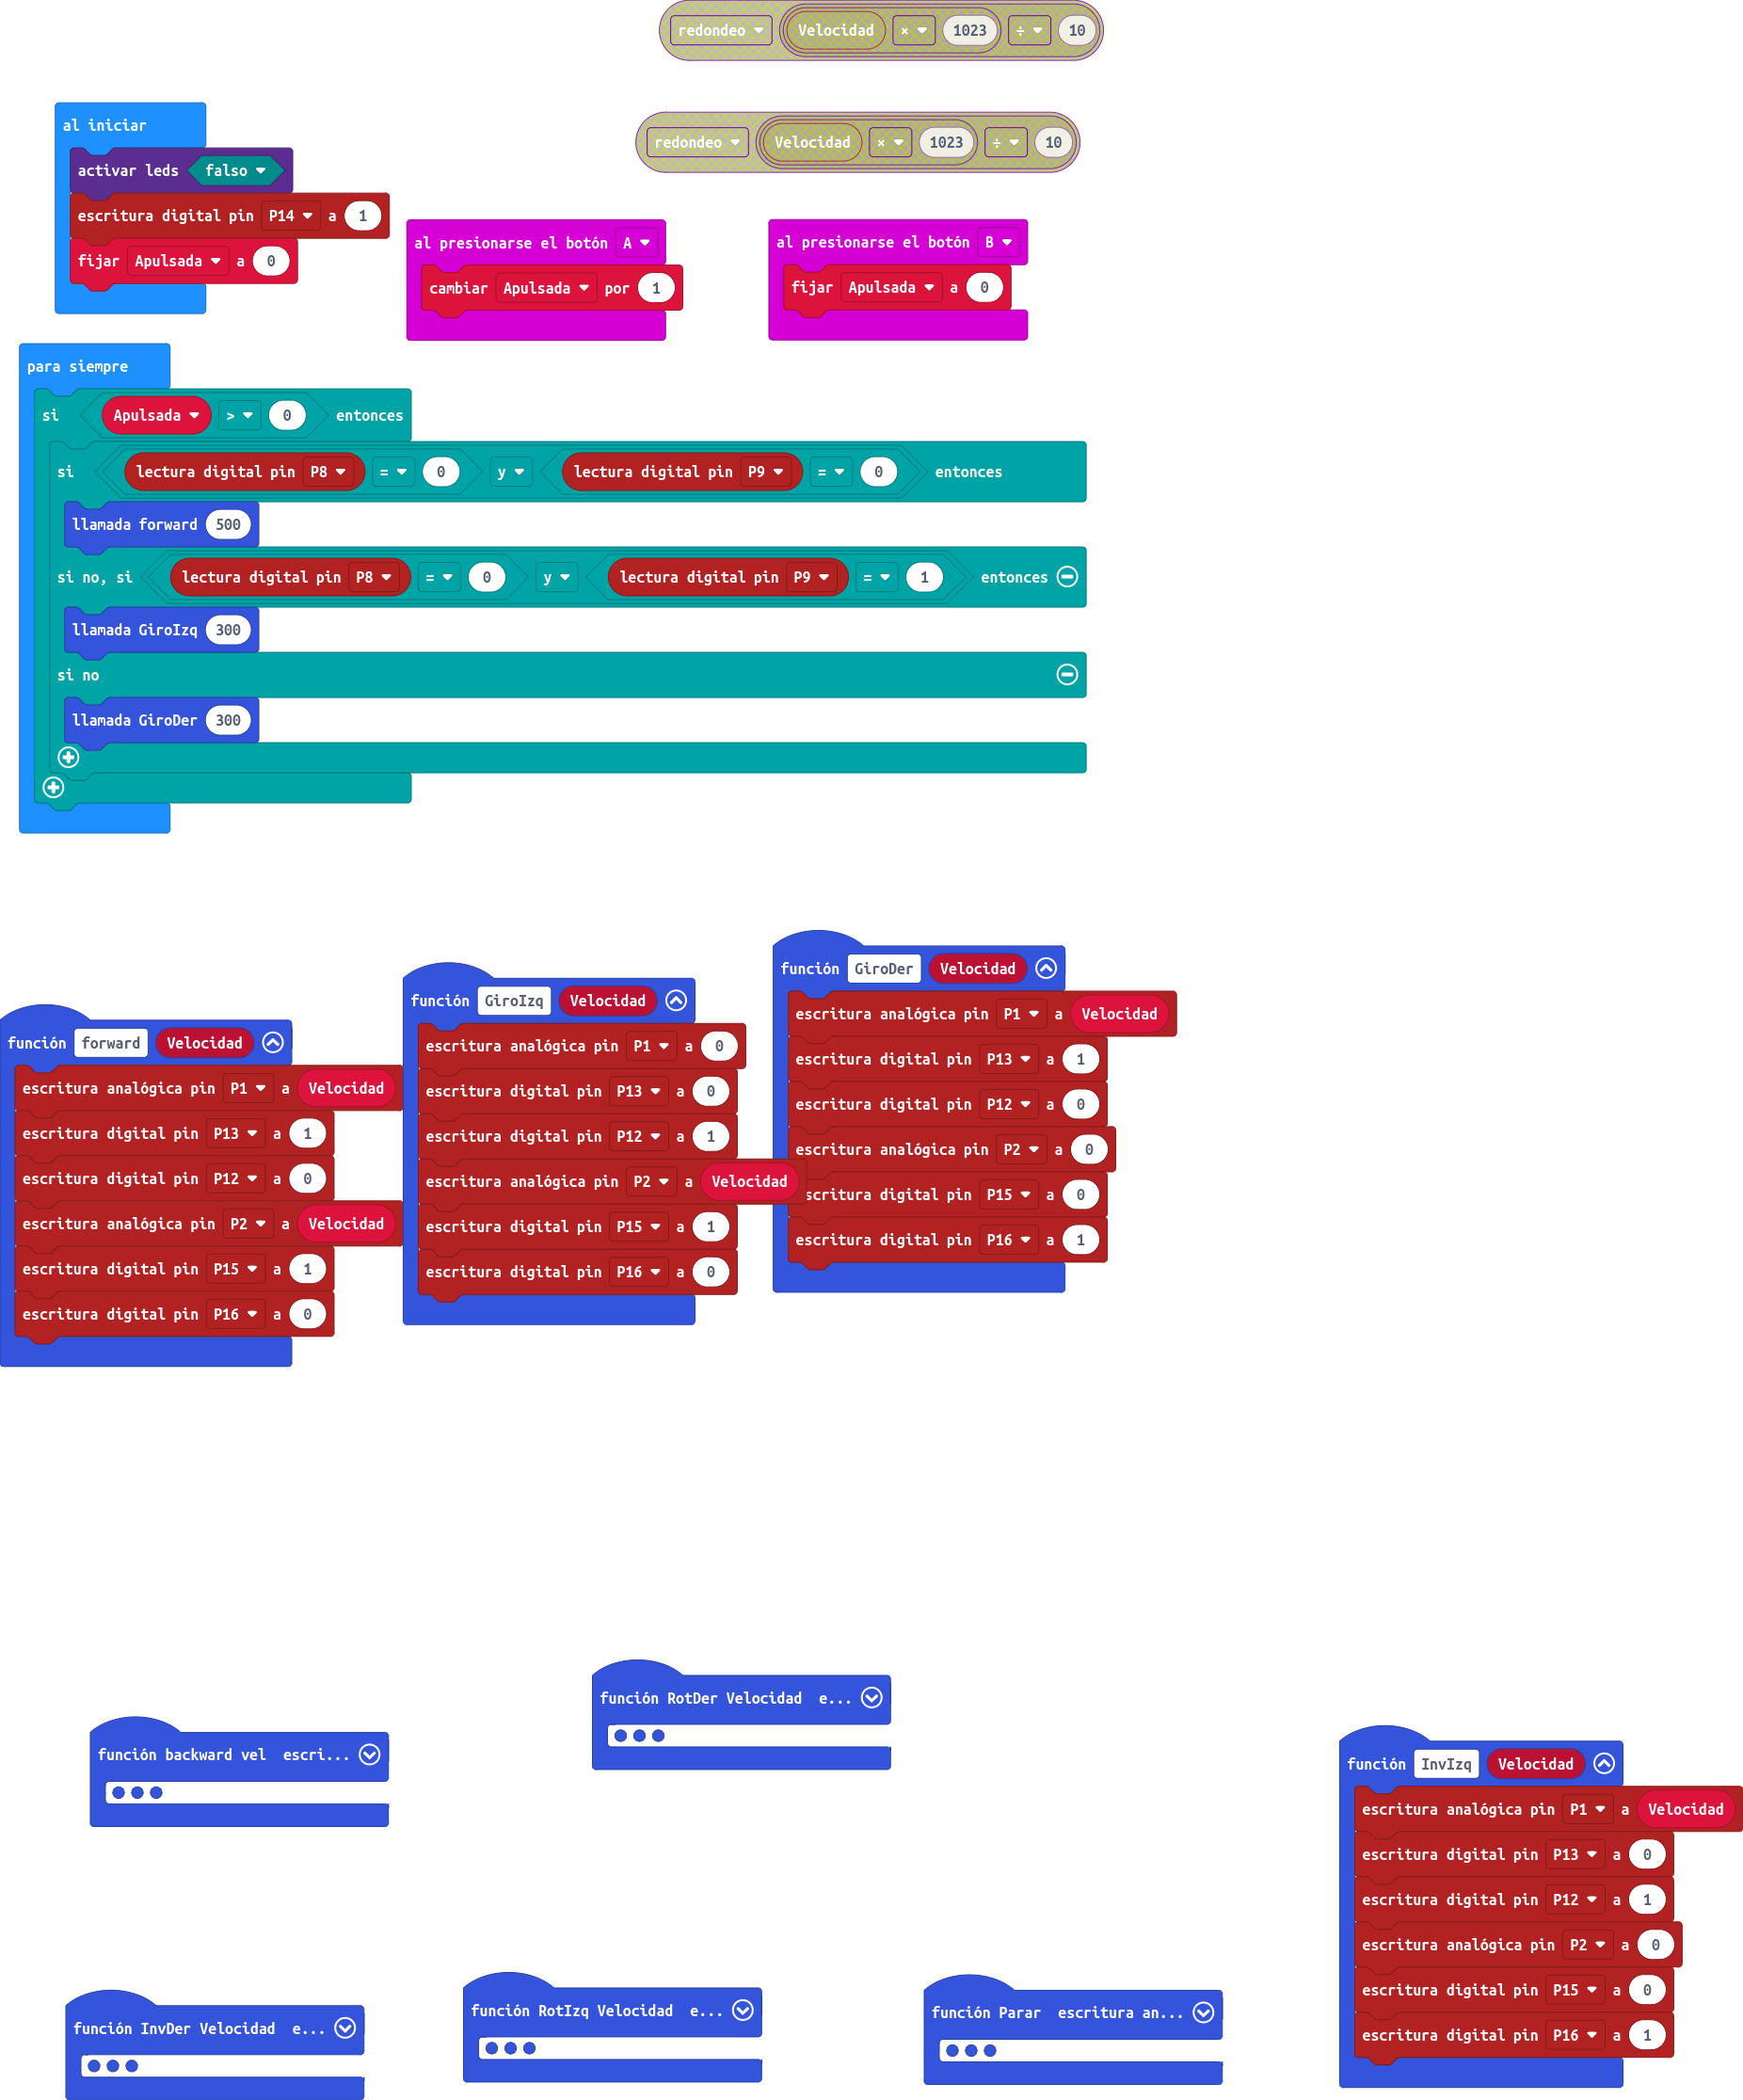 redondeo Velocidad × 1023 ÷ 10
redondeo Velocidad × 1023 ÷ 10
al iniciar
activar leds falso
escritura digital pin P14 a 1
fijar Apulsada a 0
al presionarse el botón A
cambiar Apulsada por 1
al presionarse el botón B
fijar Apulsada a 0
para siempre
si Apulsada > 0 entonces
si lectura digital pin P8 = 0 y lectura digital pin P9 = 0 entonces
llamada forward 500
si no, si lectura digital pin P8 = 0 y lectura digital pin P9 = 1 entonces
llamada GiroIzq 300
si no
llamada GiroDer 300
función forward Velocidad
escritura analógica pin P1 a Velocidad
escritura digital pin P13 a 1
escritura digital pin P12 a 0
escritura analógica pin P2 a Velocidad
escritura digital pin P15 a 1
escritura digital pin P16 a 0
función GiroIzq Velocidad
escritura analógica pin P1 a 0
escritura digital pin P13 a 0
escritura digital pin P12 a 1
escritura analógica pin P2 a Velocidad
escritura digital pin P15 a 1
escritura digital pin P16 a 0
función GiroDer Velocidad
escritura analógica pin P1 a Velocidad
escritura digital pin P13 a 1
escritura digital pin P12 a 0
escritura analógica pin P2 a 0
scritura digital pin P15 a 0
escritura digital pin P16 a 1
función RotDer Velocidad e...
función backward vel escri...
función InvIzq Velocidad
escritura analógica pin P1 a Velocidad
escritura digital pin P13 a 0
escritura digital pin P12 a 1
escritura analógica pin P2 a 0
escritura digital pin P15 a 0
escritura digital pin P16 a 1
función InvDer Velocidad e...
función RotIzq Velocidad e...
función Parar escritura an...